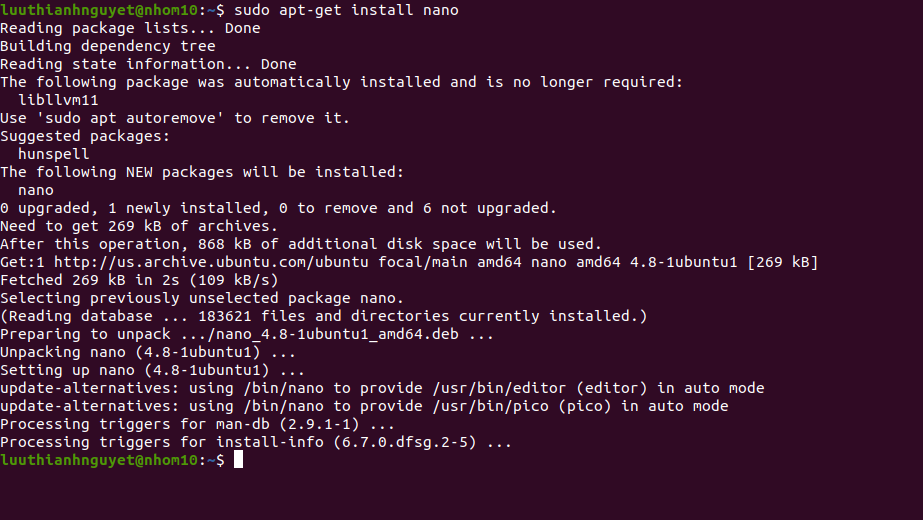 luuthianhnguyet@nhom10:~$ sudo apt-get install nano
Reading package lists... Done
Building dependency tree
Reading state information... Done
The following package was automatically installed and is no longer required:
  libllvm11
Use 'sudo apt autoremove' to remove it.
Suggested packages:
  hunspell
The following NEW packages will be installed:
  nano
0 upgraded, 1 newly installed, 0 to remove and 6 not upgraded.
Need to get 269 kB of archives.
After this operation, 868 kB of additional disk space will be used.
Get:1 http://us.archive.ubuntu.com/ubuntu focal/main amd64 nano amd64 4.8-1ubuntu1 [269 kB]
Fetched 269 kB in 2s (109 kB/s)
Selecting previously unselected package nano.
(Reading database ... 183621 files and directories currently installed.)
Preparing to unpack .../nano_4.8-1ubuntu1_amd64.deb ...
Unpacking nano (4.8-1ubuntu1) ...
Setting up nano (4.8-1ubuntu1) ...
update-alternatives: using /bin/nano to provide /usr/bin/editor (editor) in auto mode
update-alternatives: using /bin/nano to provide /usr/bin/pico (pico) in auto mode
Processing triggers for man-db (2.9.1-1) ...
Processing triggers for install-info (6.7.0.dfsg.2-5) ...
luuthianhnguyet@nhom10:~$